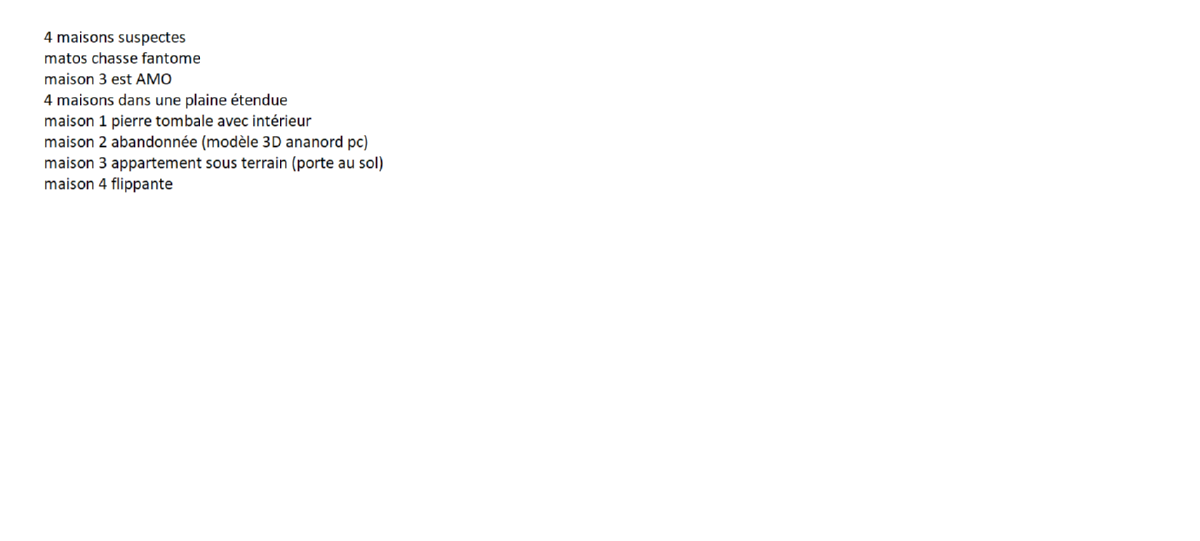 4 maisons suspectes
matos chasse fantome
maison 3 est AMO
4 maisons dans une plaine étendue
maison 1 pierre tombale avec intérieur
maison 2 abandonnée (modèle 3D ananord pc)
maison 3 appartement sous terrain (porte au sol)
maison 4 flippante